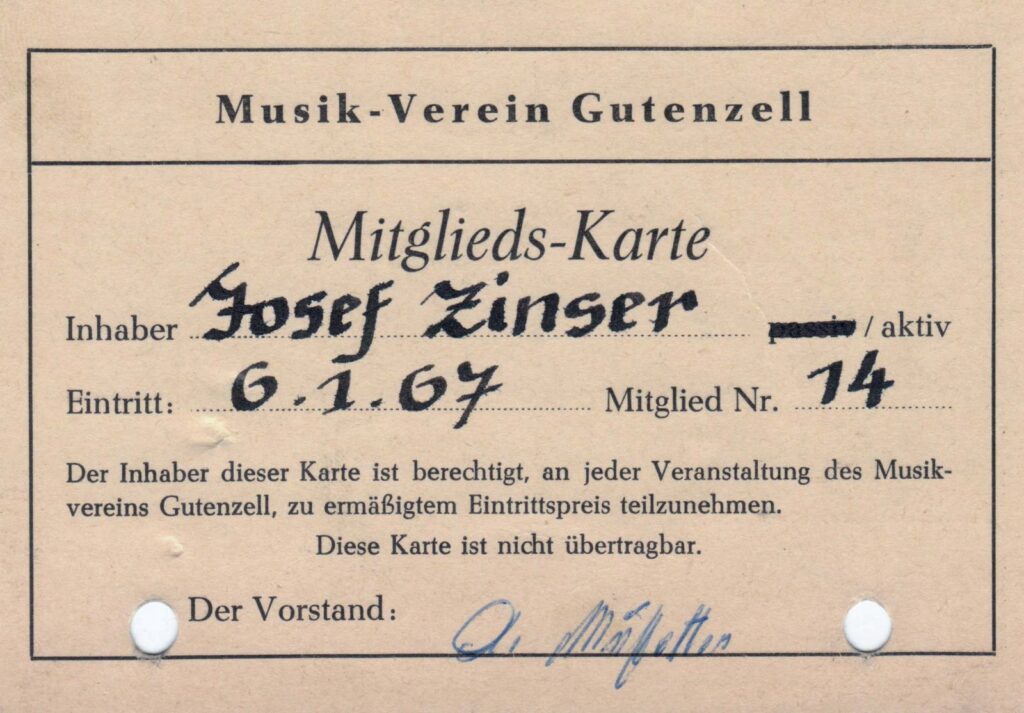 Musik-Verein Gutenzell
Mitglieds-Karte
Inhaber Josef Zinser passiv / aktiv
Eintritt: 6.1.67 Mitglied Nr. 14
Der Inhaber dieser Karte ist berechtigt, an jeder Veranstaltung des Musik-
vereins Gutenzell, zu ermäßigtem Eintrittspreis teilzunehmen.
Diese Karte ist nicht übertragbar.
Der Vorstand: